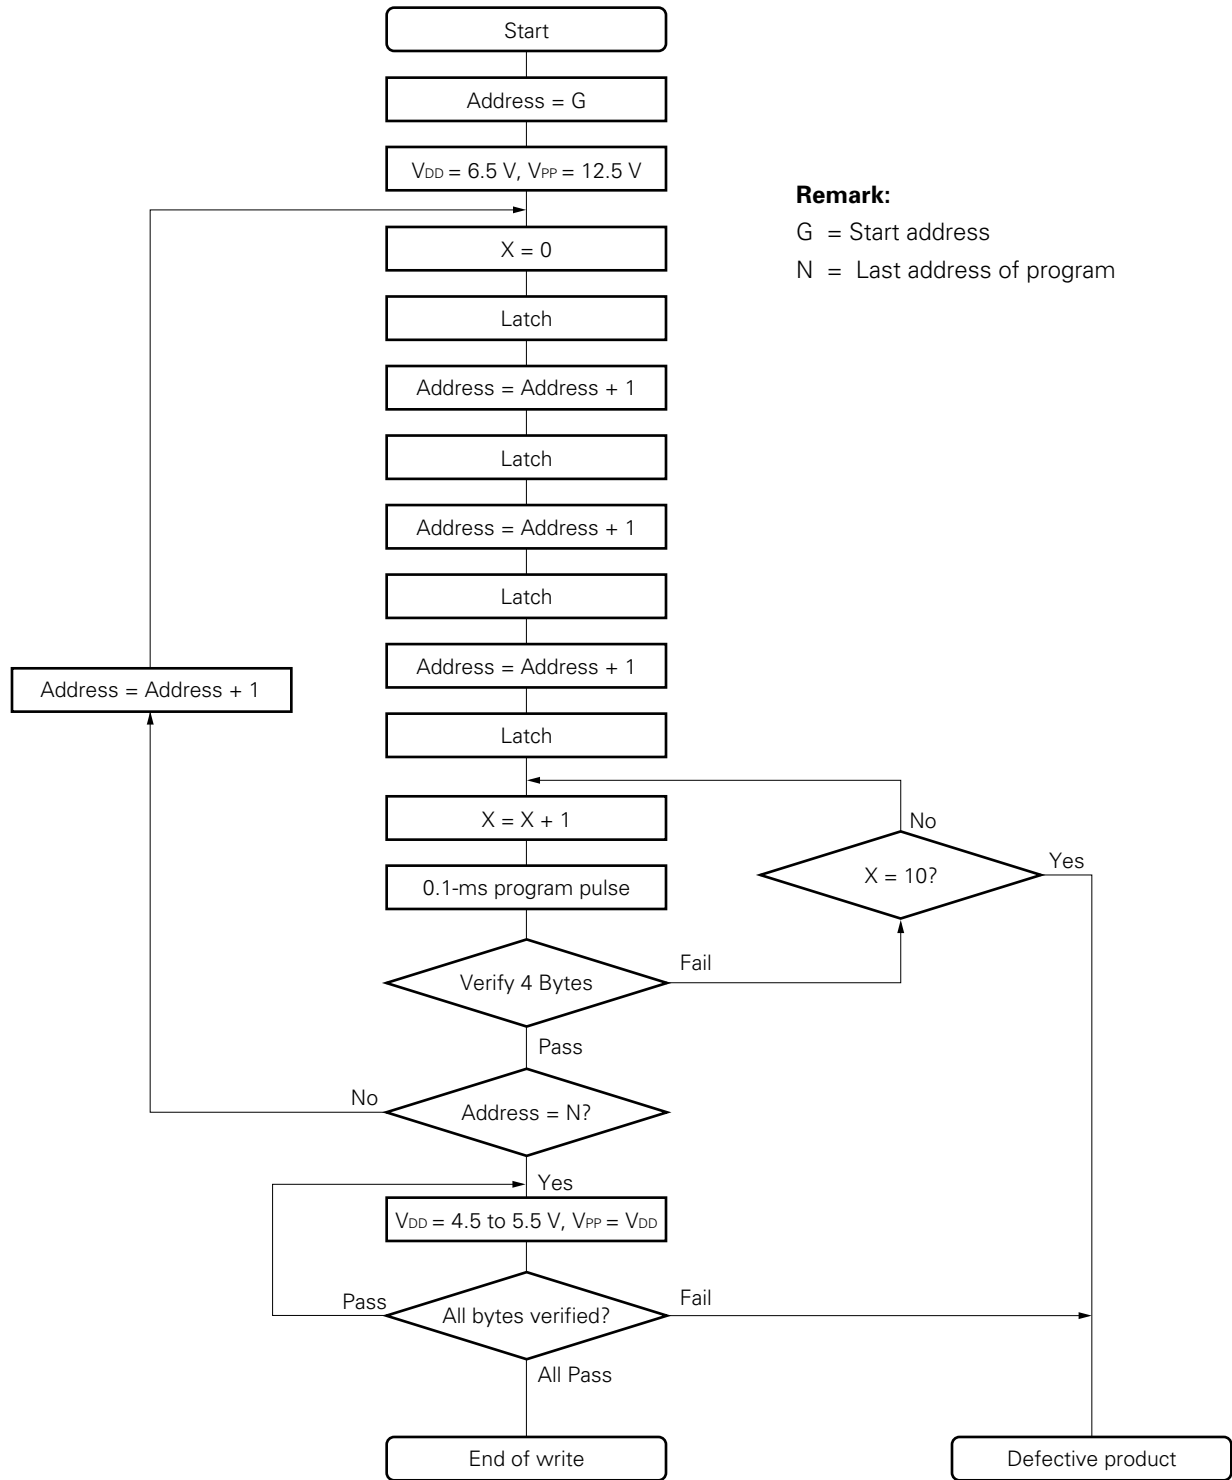 Start
Address = G
VDD = 6.5 V, VPP = 12.5 V
Remark:
G = Start address
N = Last address of program
X = 0
Latch
Address = Address + 1
Latch
Address = Address + 1
Latch
Address = Address + 1
Address = Address + 1
Latch
X = X + 1
No
Yes
X = 10?
0.1-ms program pulse
Fail
Verify 4 Bytes
Pass
No
Address = N?
Yes
VDD = 4.5 to 5.5 V, VPP = VDD
Pass
Fail
All bytes verified?
All Pass
End of write
Defective product